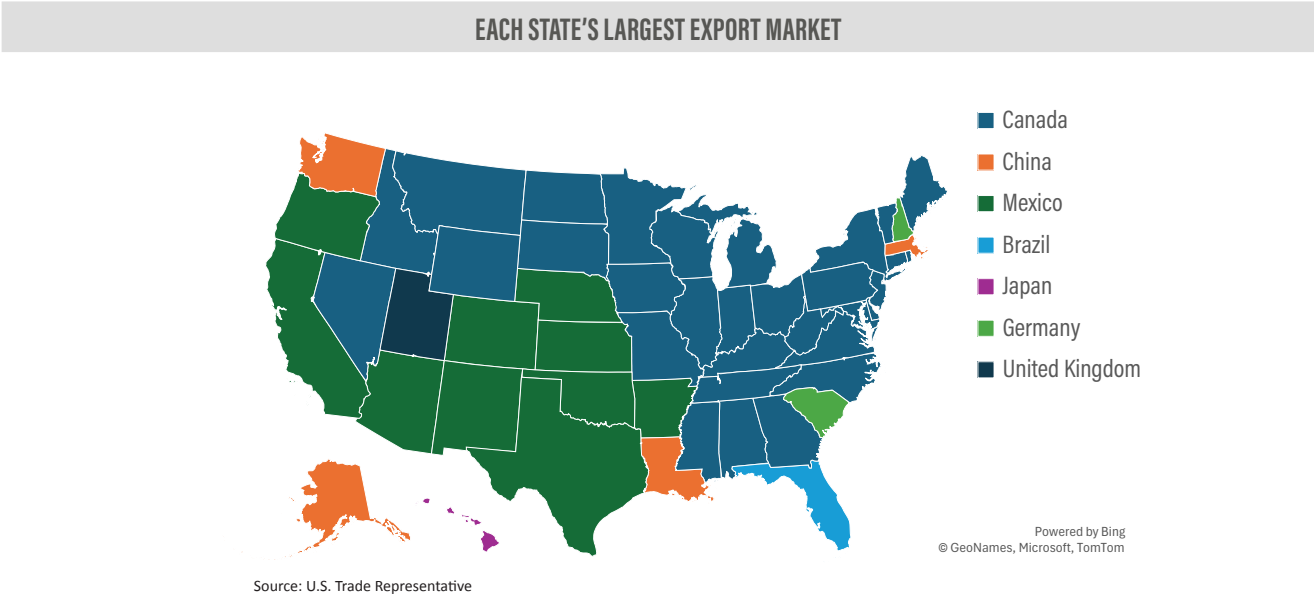 EACH STATE'S LARGEST EXPORT MARKET
Canada
China
Mexico
Brazil
Japan
Germany
United Kingdom
Powered by Bing
© GeoNames, Microsoft, TomTom
Source: U.S. Trade Representative